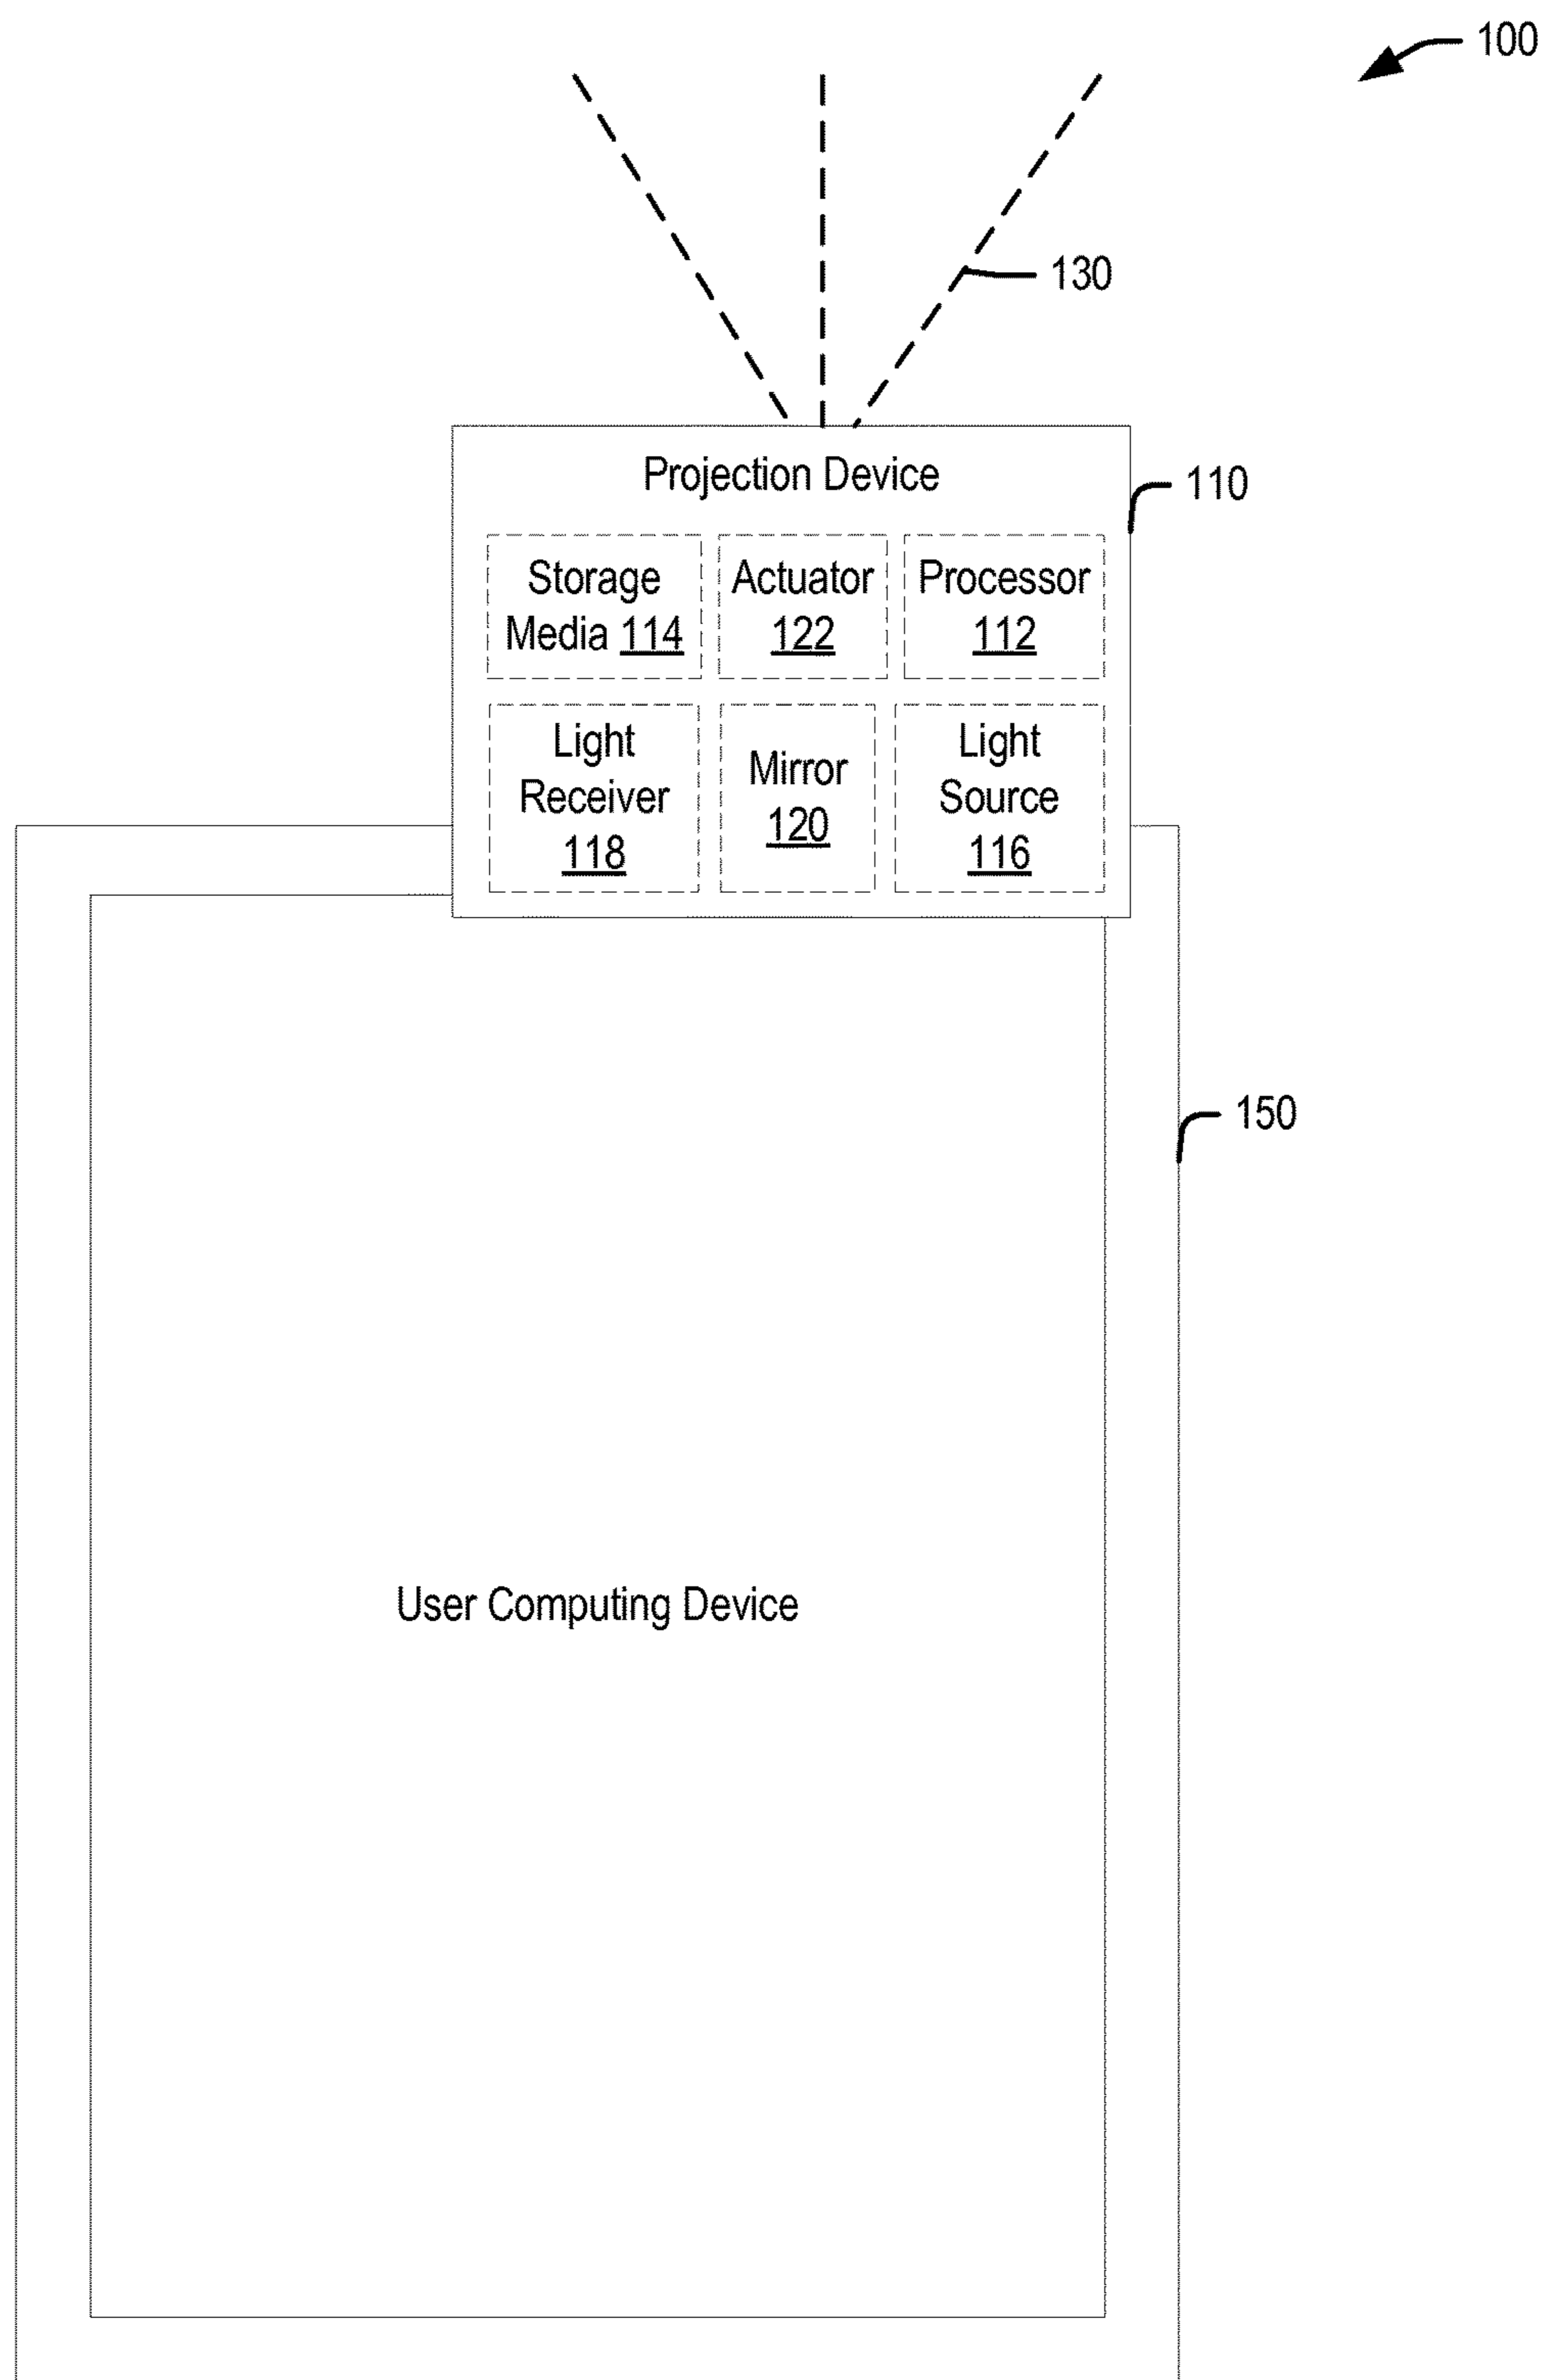 100
130
Projection Device
110
Storage
Media 114
Actuator
122
Processor
112
Light
Receiver
118
Mirror
120
Light
Source
116
150
User Computing Device